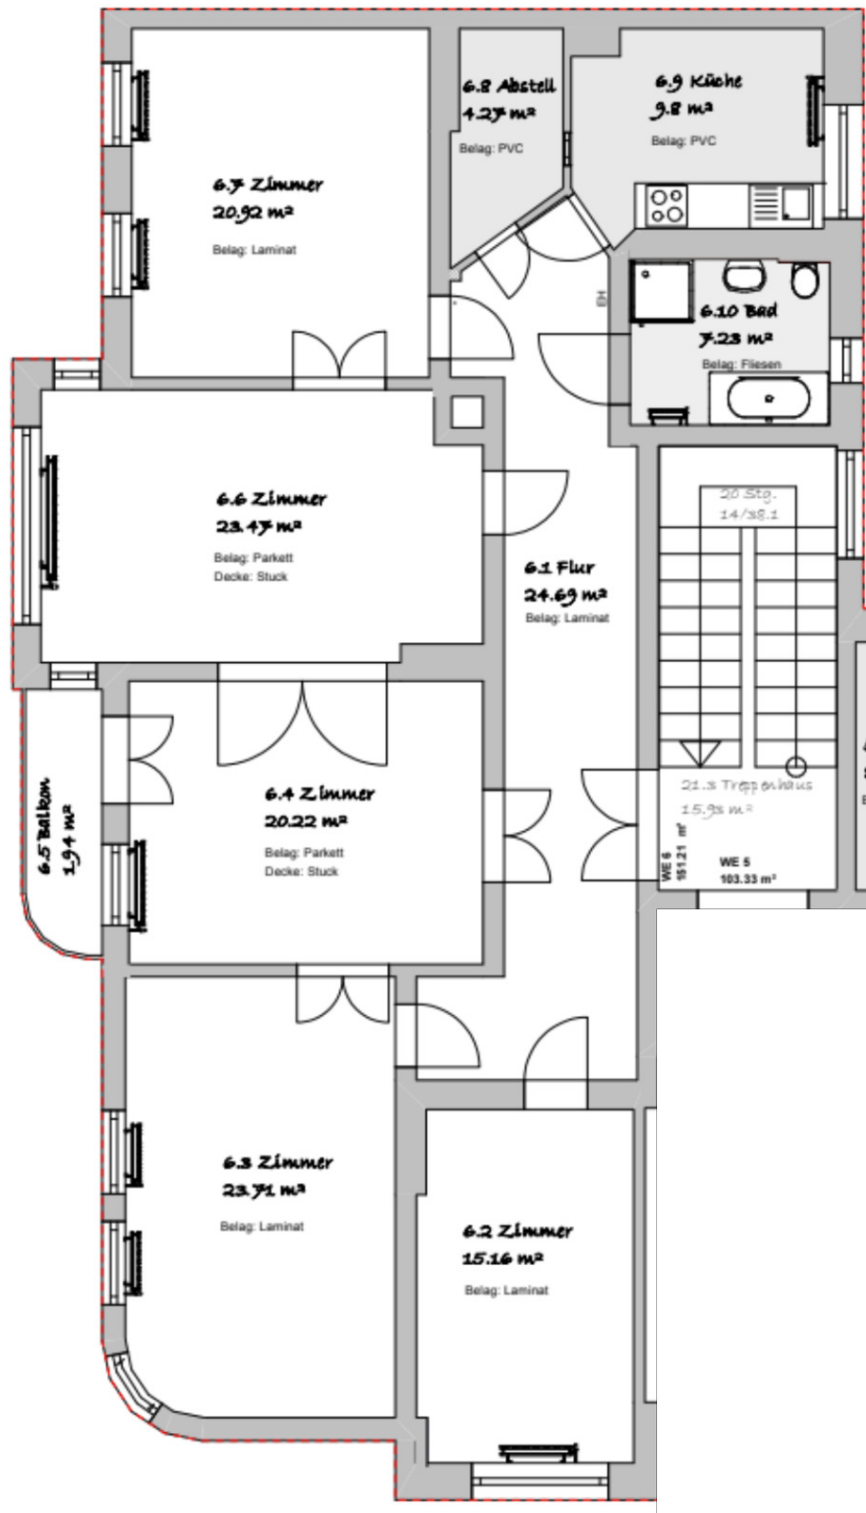 6.8 Abstell
4.27 m²
Belag: PVC
6.9 Küche
9.8 m²
Belag: PVC
6.7 Zimmer
20.92 m²
Belag: Laminat
EH
6.10 Bad
7.23 m²
Belag: Fliesen
6.6 Zimmer
23.47 m²
Belag: Parkett
Decke: Stuck
20 Stg.
14/38.1
6.1 Flur
24.69 m²
Belag: Laminat
6.5 Balkon
1.94 m²
6.4 Zimmer
20.22 m²
Belag: Parkett
Decke: Stuck
21.3 Treppenhaus
15.93 m²
WE 6
151.21 m²
WE 5
103.33 m²
6.3 Zimmer
23.71 m²
Belag: Laminat
6.2 Zimmer
15.16 m²
Belag: Laminat